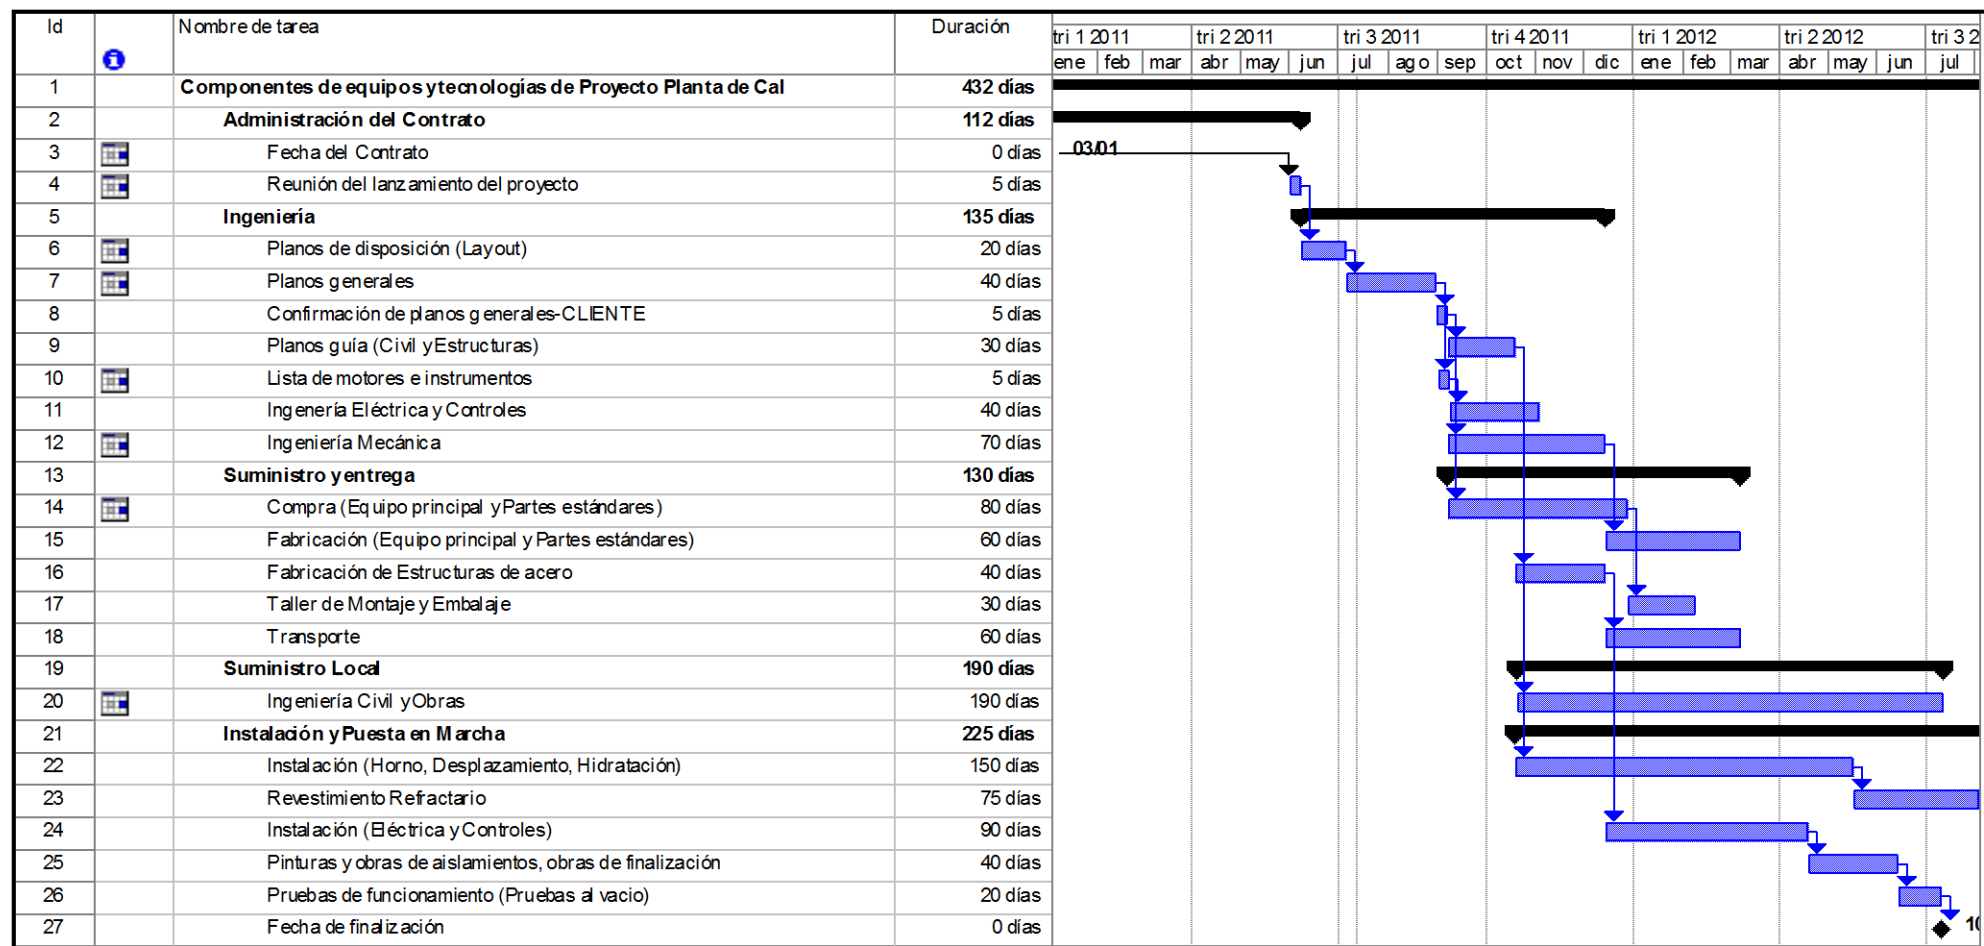 Id Nombre de tarea Duración tri 1 2011 tri 2 2011 tri 3 2011 tri 4 2011 tri 1 2012 tri 2 2012 tri 3 2
ene feb mar abr may jun jul ago sep oct nov dic ene feb mar abr may jun jul
1 Componentes de equipos y tecnologías de Proyecto Planta de Cal 432 días
2 Administración del Contrato 112 días
3 Fecha del Contrato 0 días 03/01
4 Reunión del lanzamiento del proyecto 5 días
5 Ingeniería 135 días
6 Planos de disposición (Layout) 20 días
7 Planos generales 40 días
8 Confirmación de planos generales-CLIENTE 5 días
9 Planos guía (Civil y Estructuras) 30 días
10 Lista de motores e instrumentos 5 días
11 Ingenería Eléctrica y Controles 40 días
12 Ingeniería Mecánica 70 días
13 Suministro y entrega 130 días
14 Compra (Equipo principal y Partes estándares) 80 días
15 Fabricación (Equipo principal y Partes estándares) 60 días
16 Fabricación de Estructuras de acero 40 días
17 Taller de Montaje y Embalaje 30 días
18 Transporte 60 días
19 Suministro Local 190 días
20 Ingeniería Civil y Obras 190 días
21 Instalación y Puesta en Marcha 225 días
22 Instalación (Horno, Desplazamiento, Hidratación) 150 días
23 Revestimiento Refractario 75 días
24 Instalación (Eléctrica y Controles) 90 días
25 Pinturas y obras de aislamientos, obras de finalización 40 días
26 Pruebas de funcionamiento (Pruebas al vacio) 20 días
27 Fecha de finalización 0 días